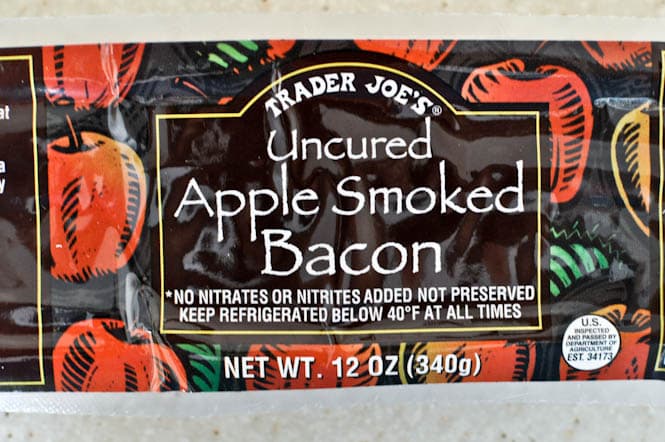 at
a
y
TRADER JOE'S®
Uncured
Apple Smoked
Bacon
*NO NITRATES OR NITRITES ADDED NOT PRESERVED
KEEP REFRIGERATED BELOW 40°F AT ALL TIMES
NET WT. 12 OZ (340g)
U.S.
INSPECTED
AND PASSED BY
DEPARTMENT OF
AGRICULTURE
EST. 34173